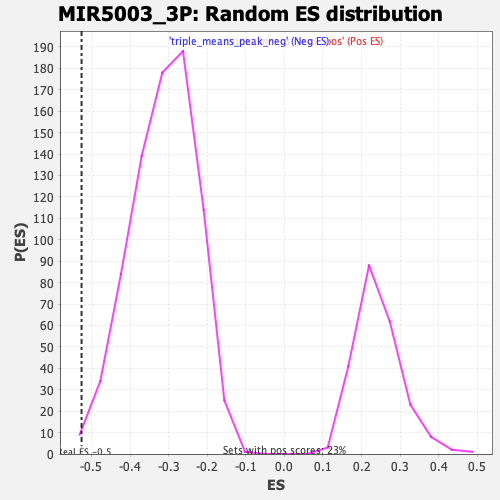 MIR5003_3P: Random ES distribution
'triple_means_peak_neg' (Neg ES) pos' (Pos ES)
190
180
170
160
150
140
130
120
110
100
90
80
70
60
50
40
30
20
10
0
P(ES)
Real ES -0.5
Sets with pos scores: 23%
-0.5 -0.4 -0.3 -0.2 -0.1 0.0 0.1 0.2 0.3 0.4 0.5
ES